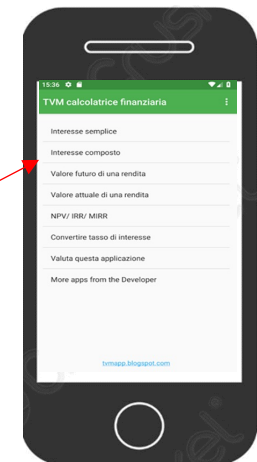 15:36
TVM calcolatrice finanziaria
Interesse semplice
Interesse composto
Valore futuro di una rendita
Valore attuale di una rendita
NPV/ IRR/ MIRR
Convertire tasso di interesse
Valuta questa applicazione
More apps from the Developer
tvmapp.blogspot.com